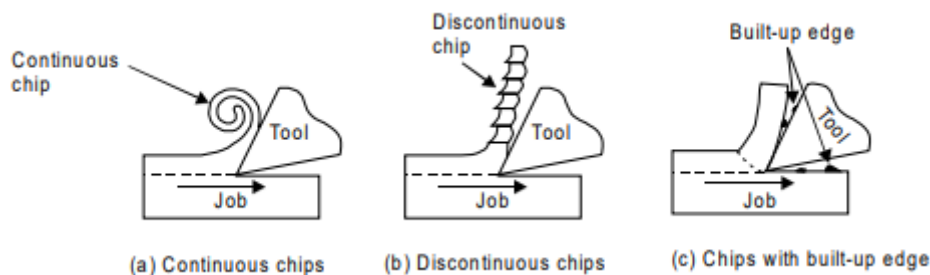 Continuous
chip
Tool
Job
(a) Continuous chips
Discontinuous
chip
Tool
Job
(b) Discontinuous chips
Built-up edge
Tool
Job
(c) Chips with built-up edge